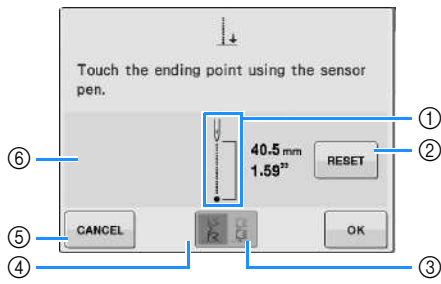 Touch the ending point using the sensor
pen.
①
40.5 mm
1.59"
RESET
②
⑥
CANCEL
OK
⑤
④
③